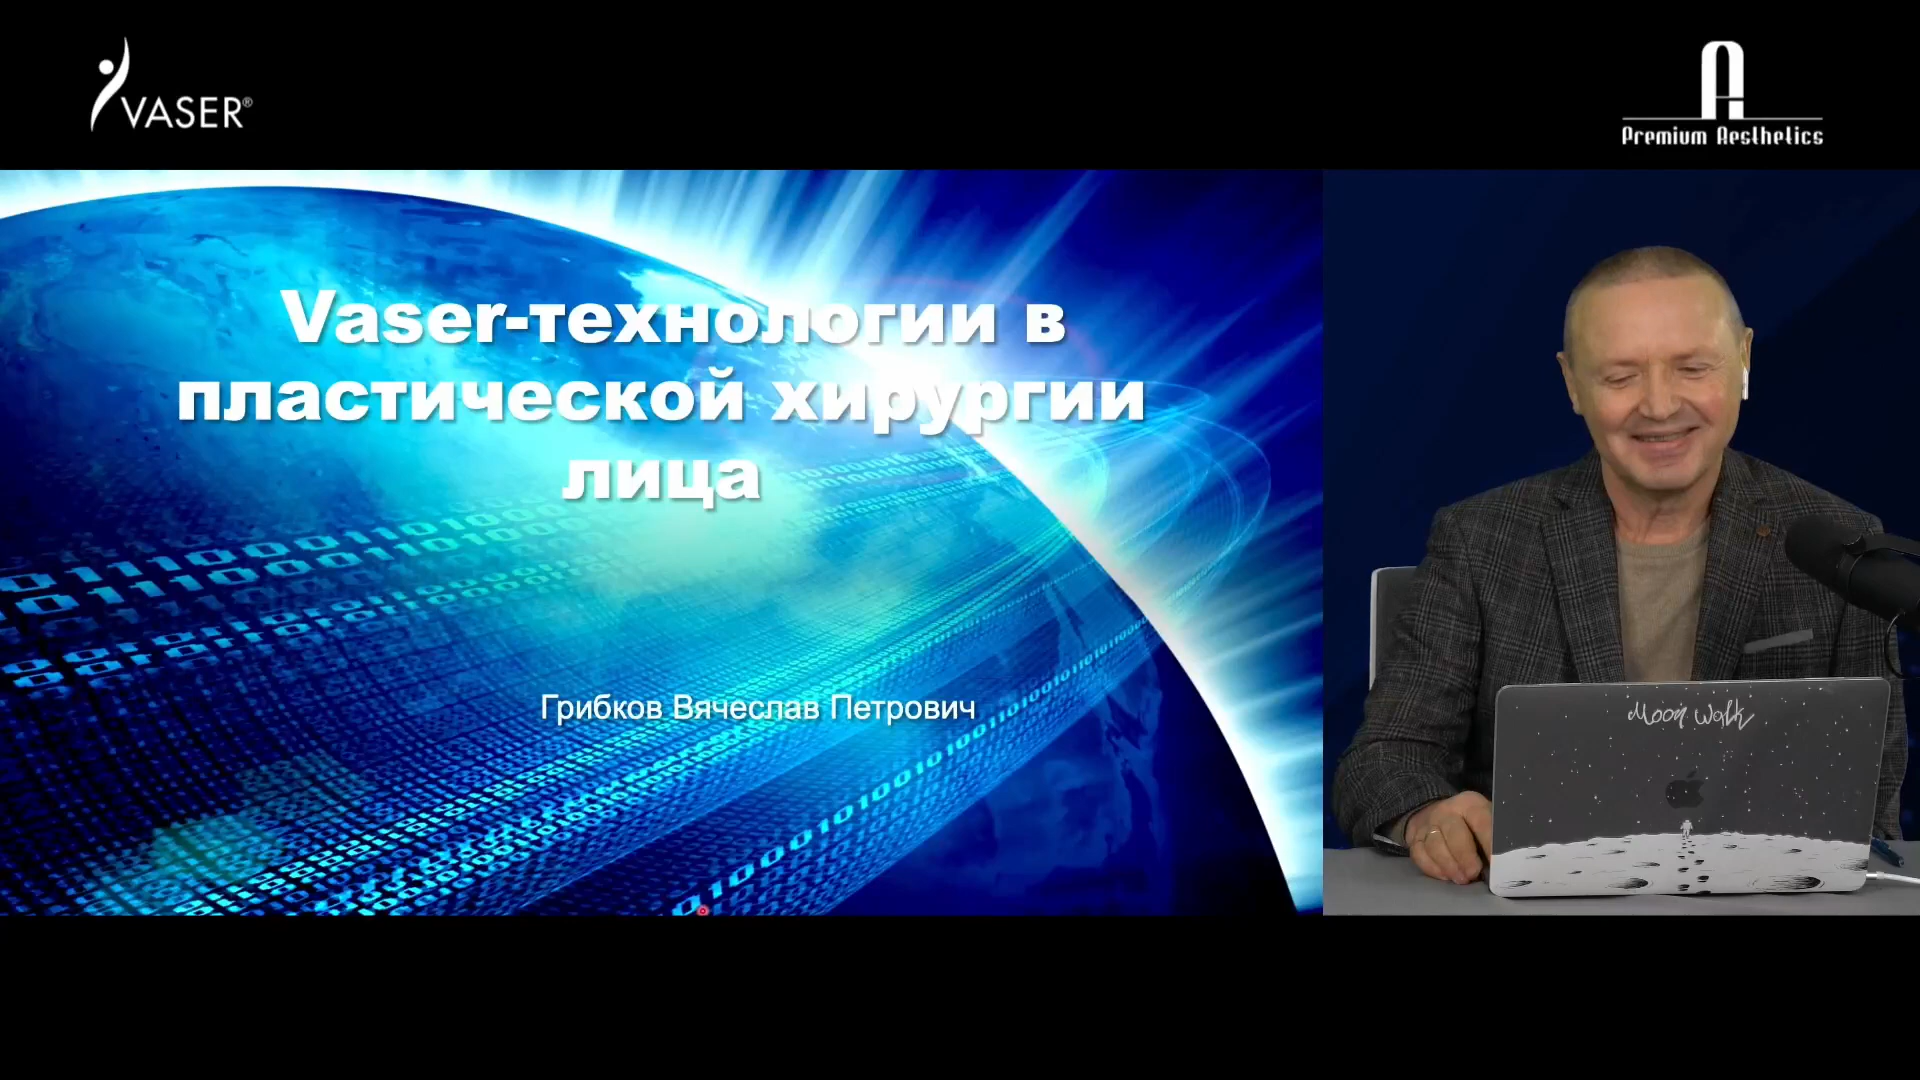 VASER®
Premium Aesthetics
Vaser-технологии в
пластической хирургии
лица
Грибков Вячеслав Петрович
Moon Walk